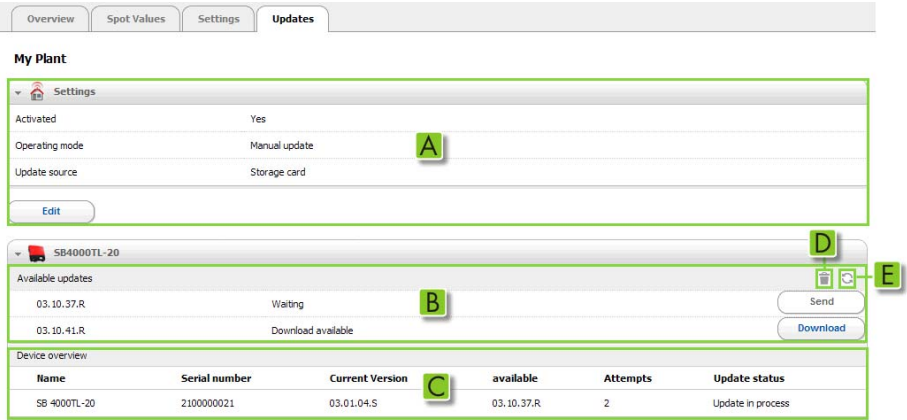 Overview Spot Values Settings Updates
My Plant
Settings
Activated Yes
Operating mode Manual update
A
Update source Storage card
Edit
SB4000TL-20
D
Available updates
E
03.10.37.R Waiting Send
B
03.10.41.R Download available Download
Device overview
Name Serial number Current Version available Attempts Update status
C
SB 4000TL-20 2100000021 03.01.04.S 03.10.37.R 2 Update in process